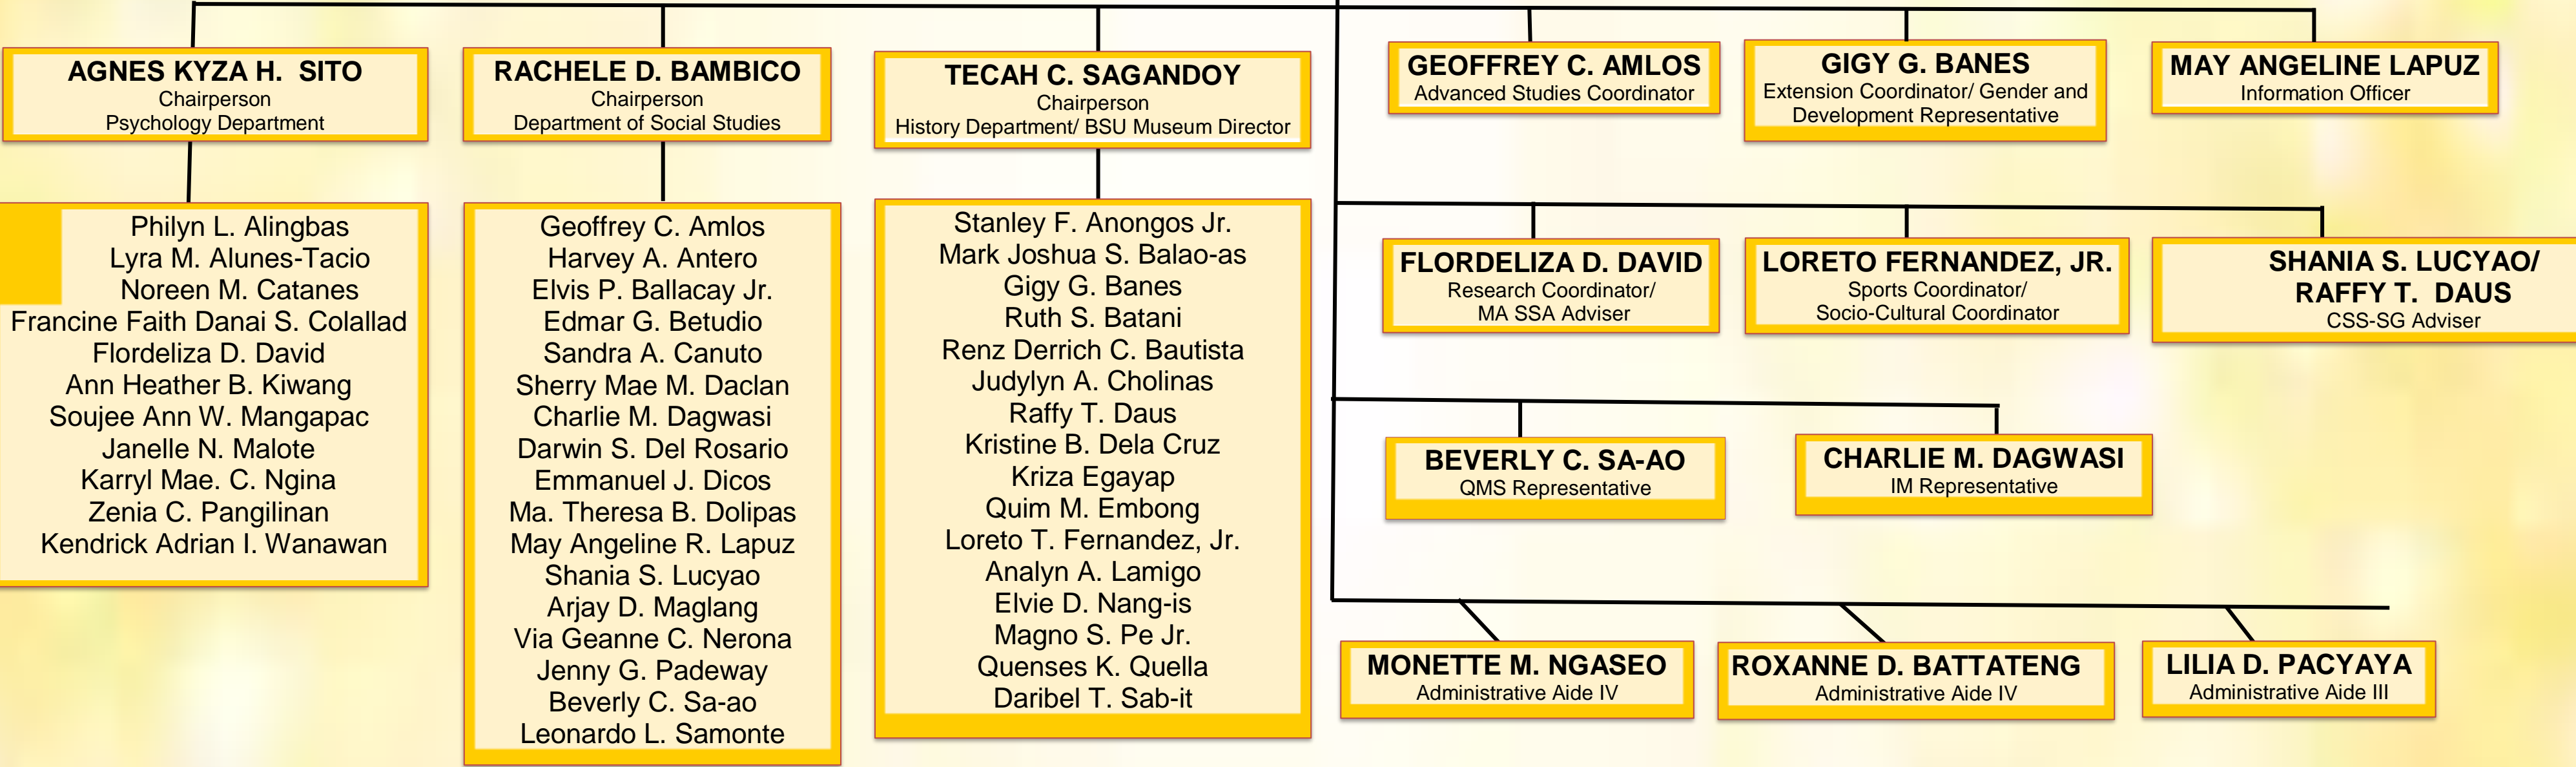 AGNES KYZA H. SITO
Chairperson
Psychology Department
RACHELE D. BAMBICO
Chairperson
Department of Social Studies
TECAH C. SAGANDOY
Chairperson
History Department/ BSU Museum Director
GEOFFREY C. AMLOS
Advanced Studies Coordinator
GIGY G. BANES
Extension Coordinator/ Gender and
Development Representative
MAY ANGELINE LAPUZ
Information Officer
Philyn L. Alingbas
Lyra M. Alunes-Tacio
Noreen M. Catanes
Francine Faith Danai S. Colallad
Flordeliza D. David
Ann Heather B. Kiwang
Soujee Ann W. Mangapac
Janelle N. Malote
Karryl Mae. C. Ngina
Zenia C. Pangilinan
Kendrick Adrian I. Wanawan
Geoffrey C. Amlos
Harvey A. Antero
Elvis P. Ballacay Jr.
Edmar G. Betudio
Sandra A. Canuto
Sherry Mae M. Daclan
Charlie M. Dagwasi
Darwin S. Del Rosario
Emmanuel J. Dicos
Ma. Theresa B. Dolipas
May Angeline R. Lapuz
Shania S. Lucyao
Arjay D. Maglang
Via Geanne C. Nerona
Jenny G. Padeway
Beverly C. Sa-ao
Leonardo L. Samonte
Stanley F. Anongos Jr.
Mark Joshua S. Balao-as
Gigy G. Banes
Ruth S. Batani
Renz Derrich C. Bautista
Judylyn A. Cholinas
Raffy T. Daus
Kristine B. Dela Cruz
Kriza Egayap
Quim M. Embong
Loreto T. Fernandez, Jr.
Analyn A. Lamigo
Elvie D. Nang-is
Magno S. Pe Jr.
Quenses K. Quella
Daribel T. Sab-it
FLORDELIZA D. DAVID
Research Coordinator/
MA SSA Adviser
LORETO FERNANDEZ, JR.
Sports Coordinator/
Socio-Cultural Coordinator
SHANIA S. LUCYAO/
RAFFY T. DAUS
CSS-SG Adviser
BEVERLY C. SA-AO
QMS Representative
CHARLIE M. DAGWASI
IM Representative
MONETTE M. NGASEO
Administrative Aide IV
ROXANNE D. BATTATENG
Administrative Aide IV
LILIA D. PACYAYA
Administrative Aide III